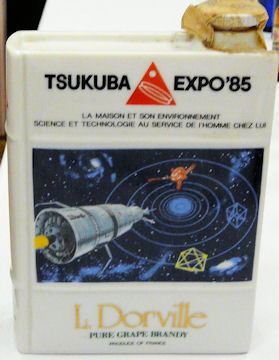 TSUKUBA EXPO'85
LA MAISON ET SON ENVIRONNEMENT
SCIENCE ET TECHNOLOGIE AU SERVICE DE L'HOMME CHEZ LUI
L. Dorville
PURE GRAPE BRANDY
PRODUCE OF FRANCE